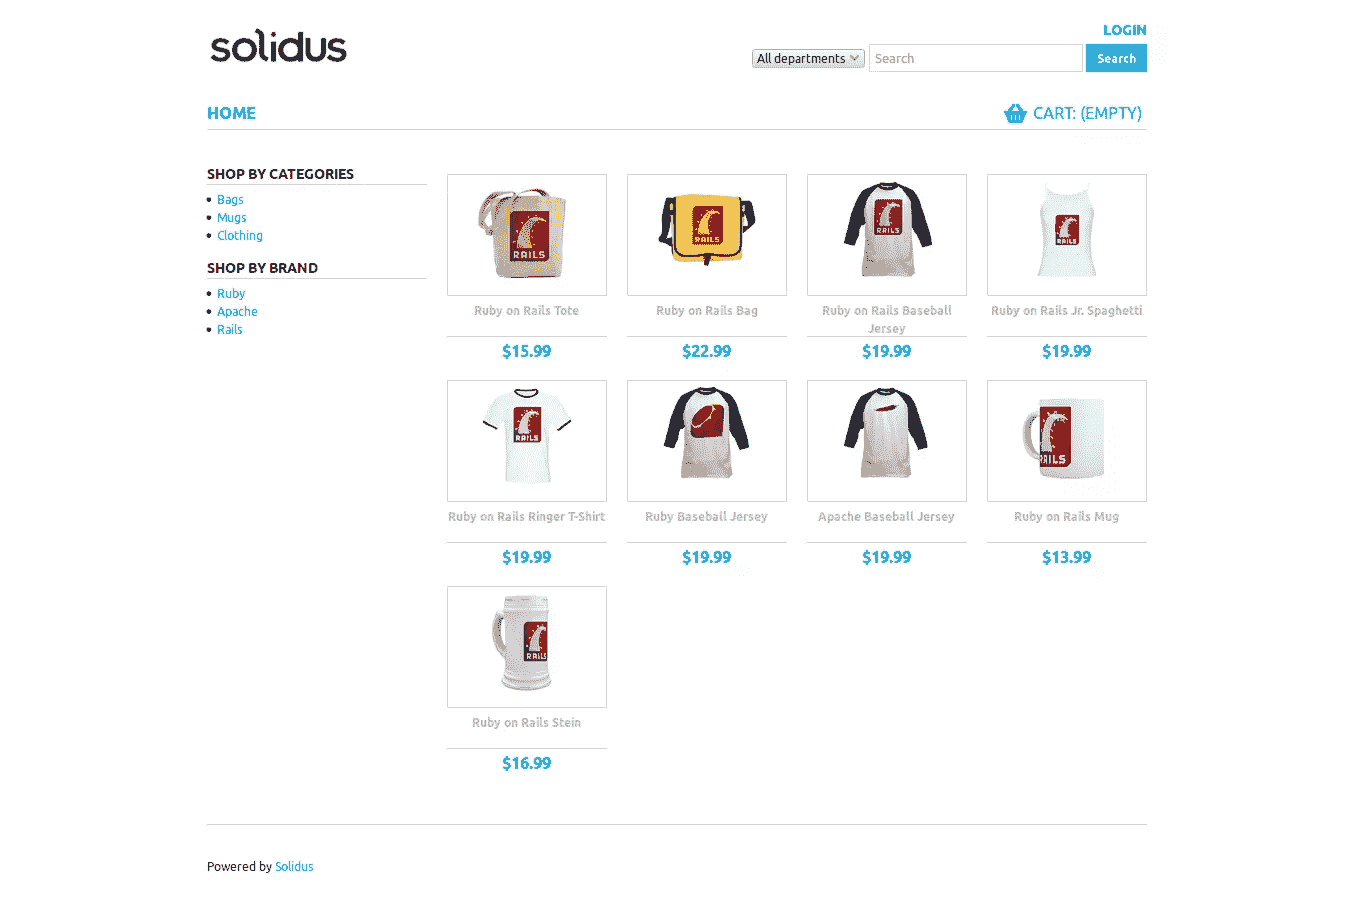 solidus
LOGIN
All departments
Search
Search
HOME
CART: (EMPTY)
SHOP BY CATEGORIES
Bags
Mugs
Clothing
SHOP BY BRAND
Ruby
Apache
Rails
RAILS
RAILS
RAILS
RAILS
Ruby on Rails Tote
Ruby on Rails Bag
Ruby on Rails Baseball
Jersey
Ruby on Rails Jr. Spaghetti
$15.99
$22.99
$19.99
$19.99
RAILS
RAILS
Ruby on Rails Ringer T-Shirt
Ruby Baseball Jersey
Apache Baseball Jersey
Ruby on Rails Mug
$19.99
$19.99
$19.99
$13.99
RAILS
Ruby on Rails Stein
$16.99
Powered by Solidus